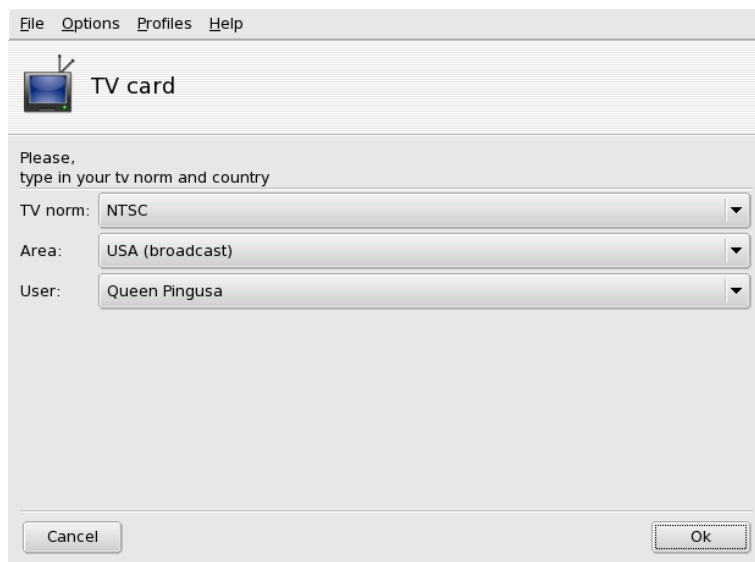 File Options Profiles Help
TV card
Please,
type in your tv norm and country
TV norm: NTSC
Area: USA (broadcast)
User: Queen Pingusa
Cancel Ok